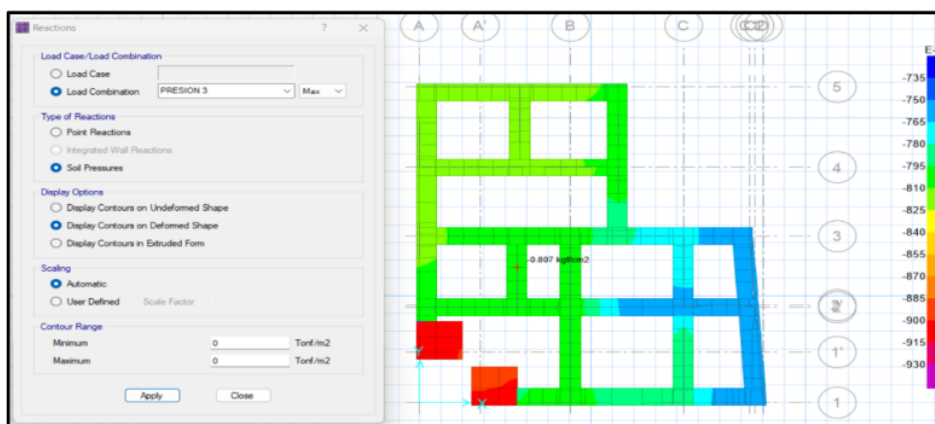 Reactions
? ×
Load Case/Load Combination
Load Case
Load Combination PRESION 3 Max
Type of Reactions
Point Reactions
Integrated Wall Reactions
Soil Pressures
Display Options
Display Contours on Undeformed Shape
Display Contours on Deformed Shape
Display Contours in Extruded Form
Scaling
Automatic
User Defined Scale Factor
Contour Range
Minimum 0 Tonf/m2
Maximum 0 Tonf/m2
Apply Close
A A' B C
5
4
3
1'
1
-0.807 kgf/cm2
Y
X
E-
-735
-750
-765
-780
-795
-810
-825
-840
-855
-870
-885
-900
-915
-930